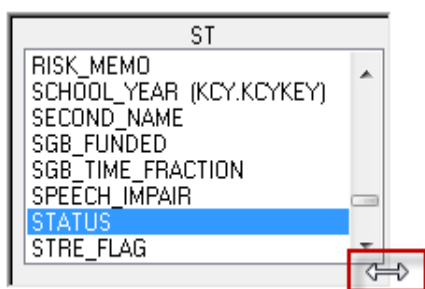 ST
RISK_MEMO
SCHOOL_YEAR (KCY.KCYKEY)
SECOND_NAME
SGB_FUNDED
SGB_TIME_FRACTION
SPEECH_IMPAIR
STATUS
STRE_FLAG